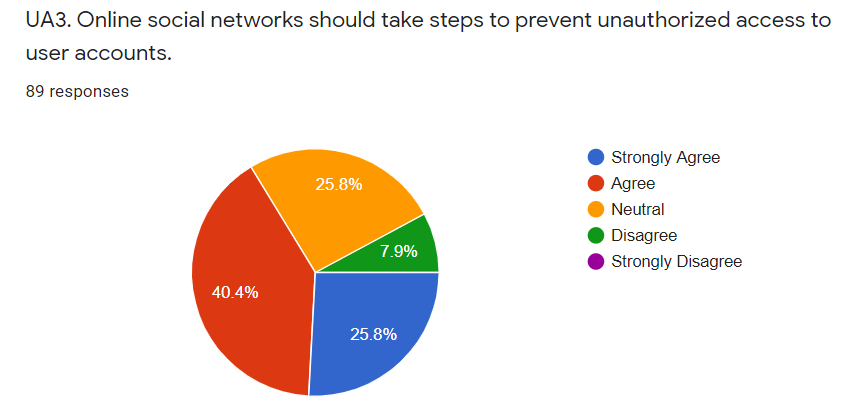 UA3. Online social networks should take steps to prevent unauthorized access to
user accounts.
89 responses
25.8%
7.9%
40.4%
25.8%
Strongly Agree
Agree
Neutral
Disagree
Strongly Disagree